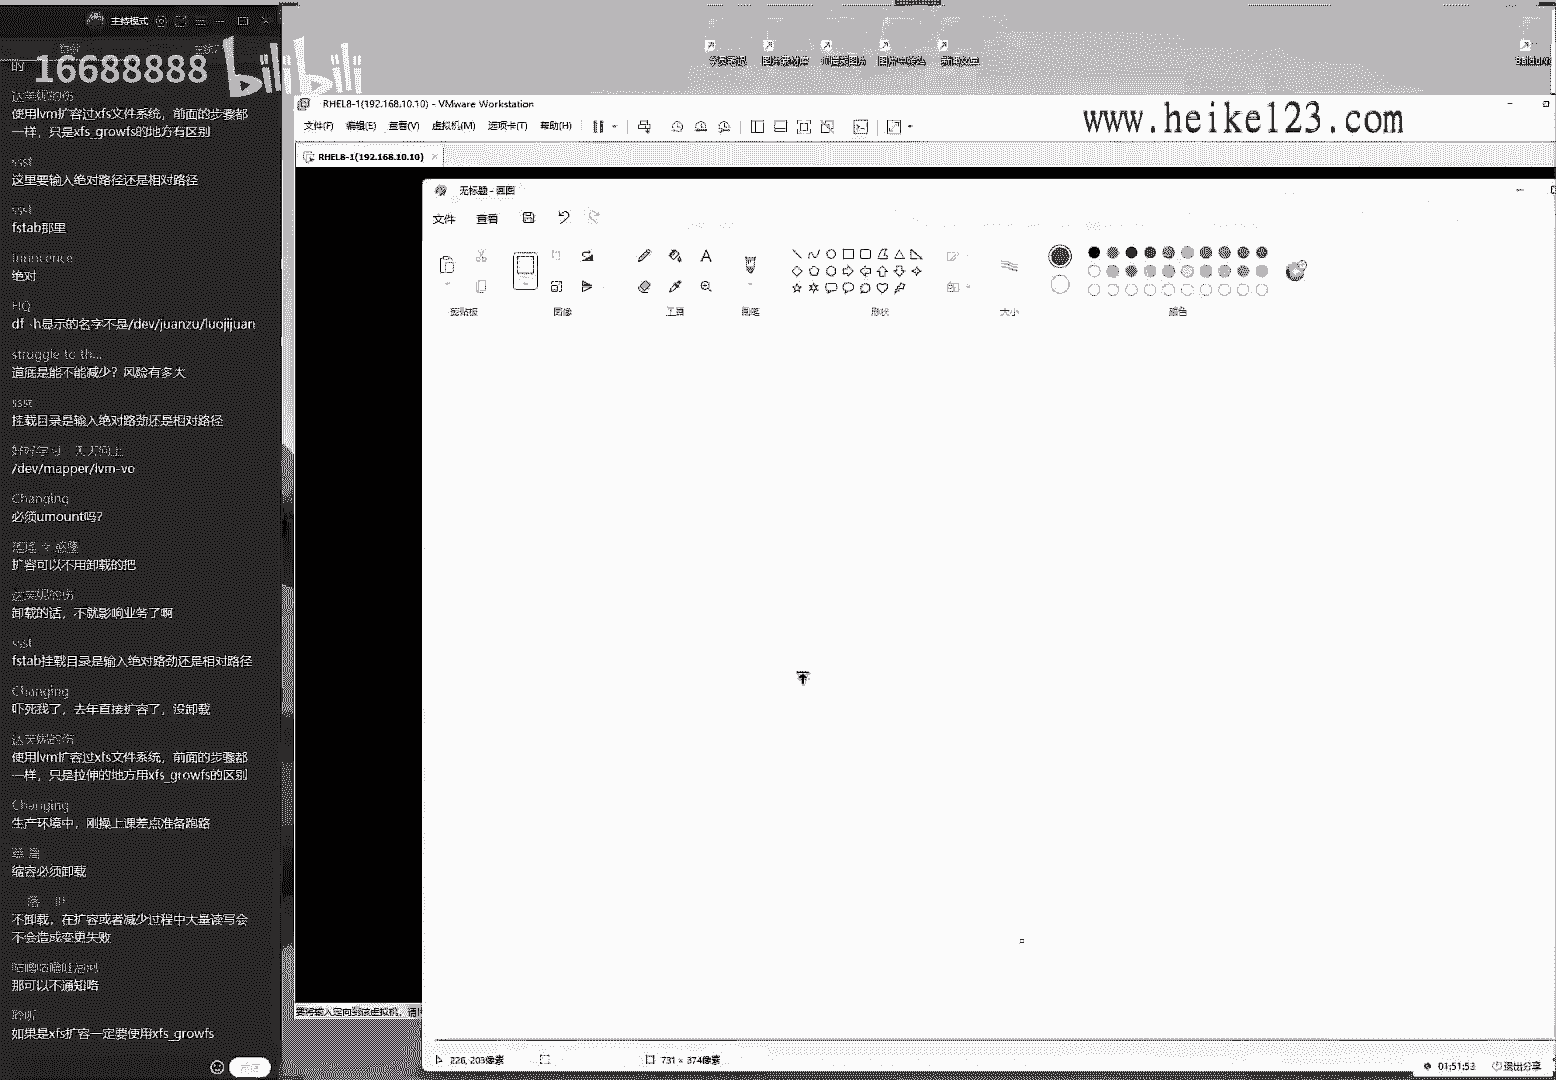 主持模式
16688888
bilibili
使用lvm扩容过xfs文件系统，前面的步骤都
一样，只是xfs_growfs的地方有区别
ssst
这里要输入绝对路径还是相对路径
ssst
fstab那里
Innocence
绝对
HQ
df -h显示的名字不是/dev/juanzu/luojijuan
struggle to th...
道底是能不能减少？风险有多大
ssst
挂载目录是输入绝对路劲还是相对路径
好好学习 天天向上
/dev/mapper/lvm-vo
Changing
必须umount吗？
扩容可以不用卸载的把
卸载的话，不就影响业务了啊
ssst
fstab挂载目录是输入绝对路劲还是相对路径
Changing
吓死我了，去年直接扩容了，没卸载
使用lvm扩容过xfs文件系统，前面的步骤都
一样，只是拉伸的地方用xfs_growfs的区别
Changing
生产环境中，刚操上课差点准备跑路
缩容必须卸载
不卸载，在扩容或者减少过程中大量读写会
不会造成变更失败
那可以不通知咯
如果是xfs扩容一定要使用xfs_growfs
RHEL8-1(192.168.10.10) - VMware Workstation
www.heike123.com
文件(F) 编辑(E) 查看(V) 虚拟机(M) 选项卡(T) 帮助(H)
RHEL8-1(192.168.10.10)
无标题 - 画图
文件 查看
剪贴板 图像 工具 画笔 形状 大小 颜色
要将输入定向到该虚拟机，请
226, 203像素 731 × 374像素
01:51:53 退出分享